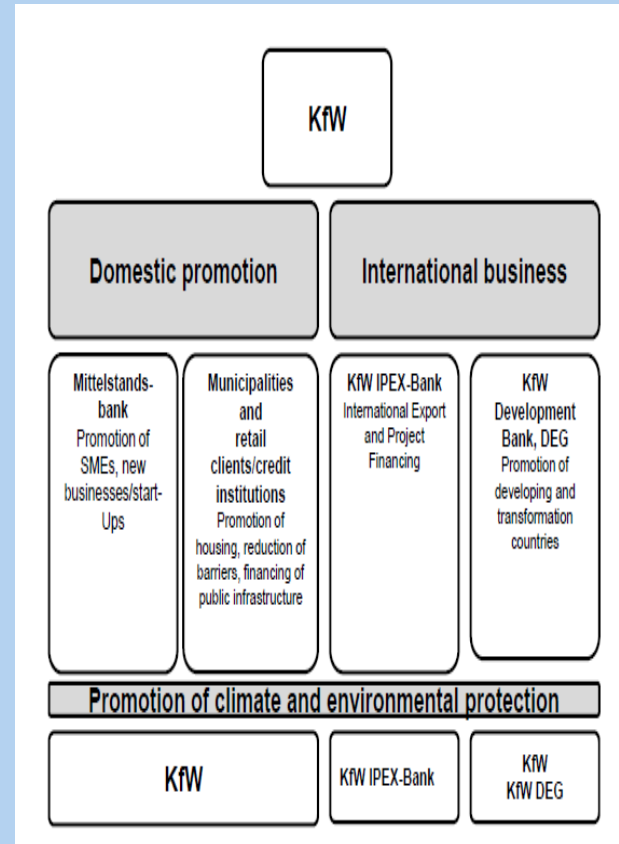 KfW
Domestic promotion
International business
Mittelstands-
bank
Promotion of
SMEs, new
businesses/start-
Ups
Municipalities
and
retail
clients/credit
institutions
Promotion of
housing, reduction of
barriers, financing of
public infrastructure
KfW IPEX-Bank
International Export
and Project
Financing
KfW
Development
Bank, DEG
Promotion of
developing and
transformation
countries
Promotion of climate and environmental protection
KfW
KfW IPEX-Bank
KfW
KfW DEG